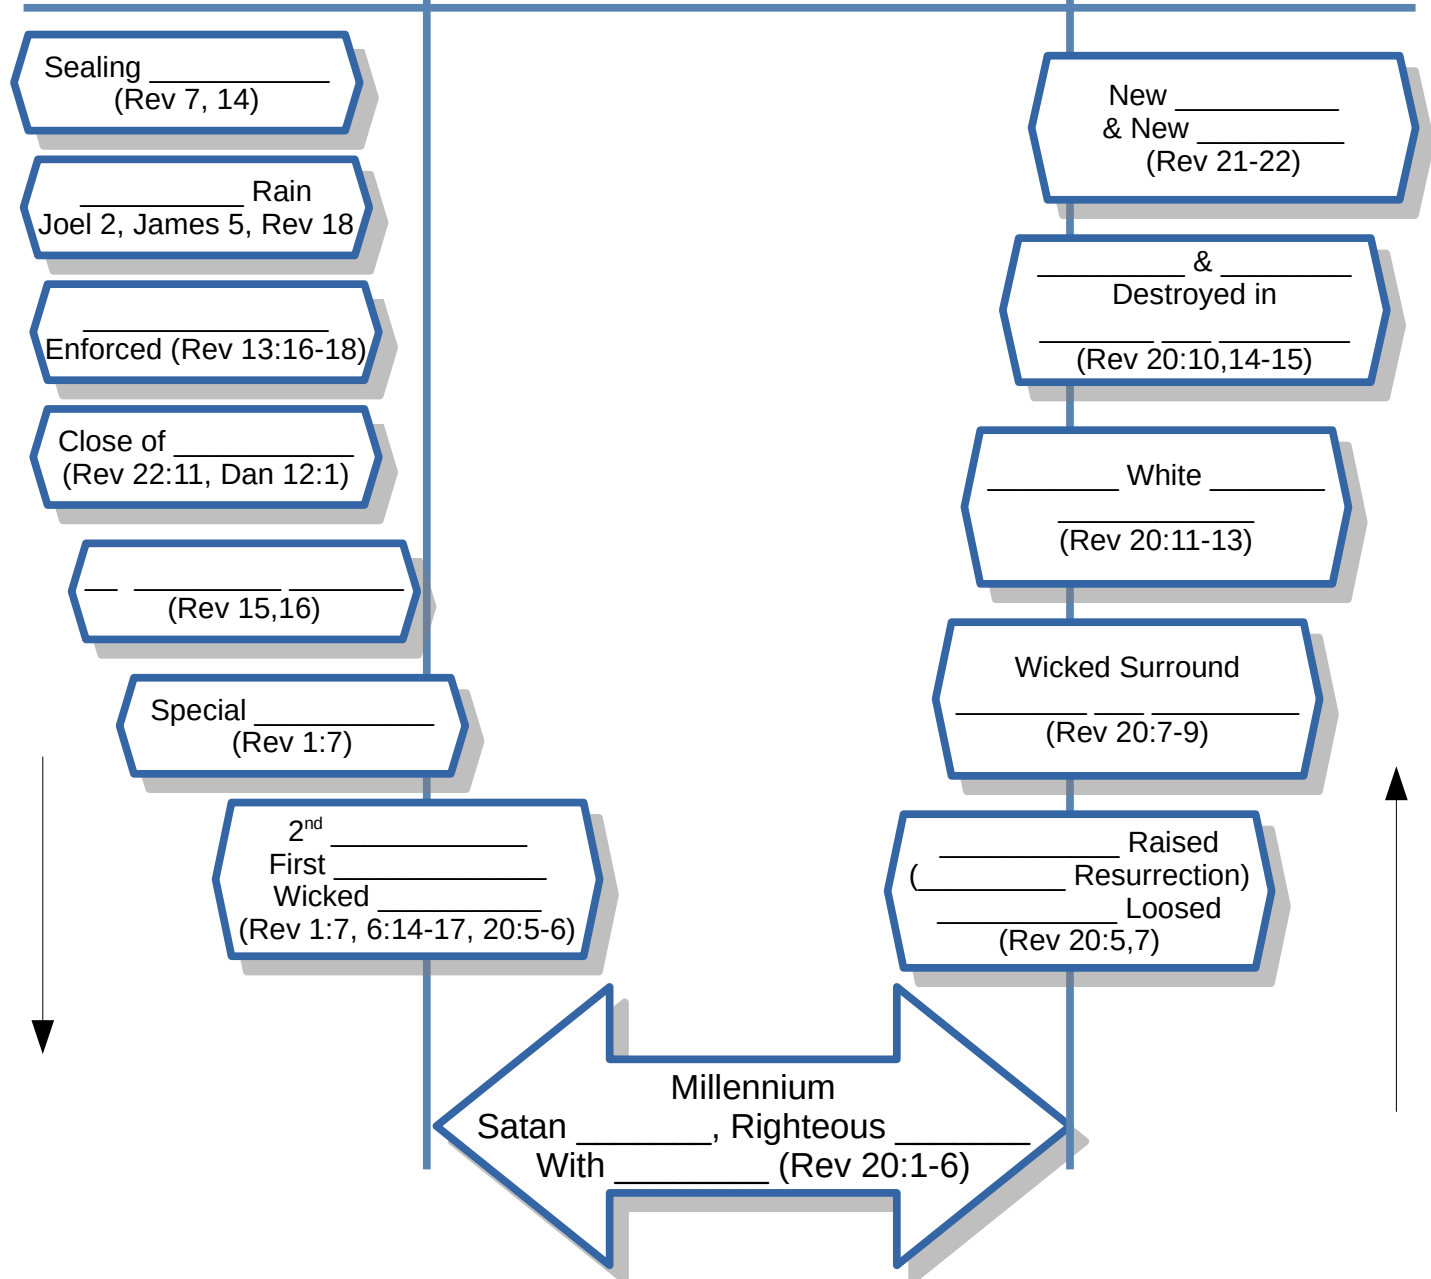 Sealing ___________
(Rev 7, 14)
__________ Rain
Joel 2, James 5, Rev 18
_______________
Enforced (Rev 13:16-18)
Close of ___________
(Rev 22:11, Dan 12:1)
__ _________ _______
(Rev 15,16)
Special ___________
(Rev 1:7)
2nd ____________
First _____________
Wicked __________
(Rev 1:7, 6:14-17, 20:5-6)
Millennium
Satan _______, Righteous _______
With ________ (Rev 20:1-6)
___________ Raised
(_________ Resurrection)
___________ Loosed
(Rev 20:5,7)
Wicked Surround
________ ___ _________
(Rev 20:7-9)
________ White _______
____________
(Rev 20:11-13)
_________ & ________
Destroyed in
_______ ___ ________
(Rev 20:10,14-15)
New __________
& New _________
(Rev 21-22)